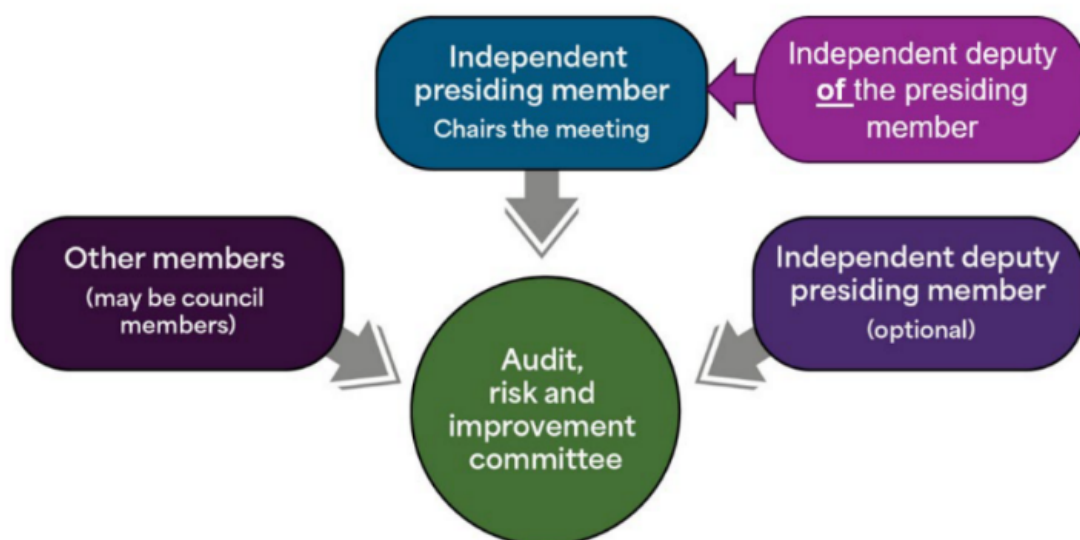 Independent
presiding member
Chairs the meeting
Independent deputy
of the presiding
member
Other members
(may be council
members)
Independent deputy
presiding member
(optional)
Audit,
risk and
improvement
committee